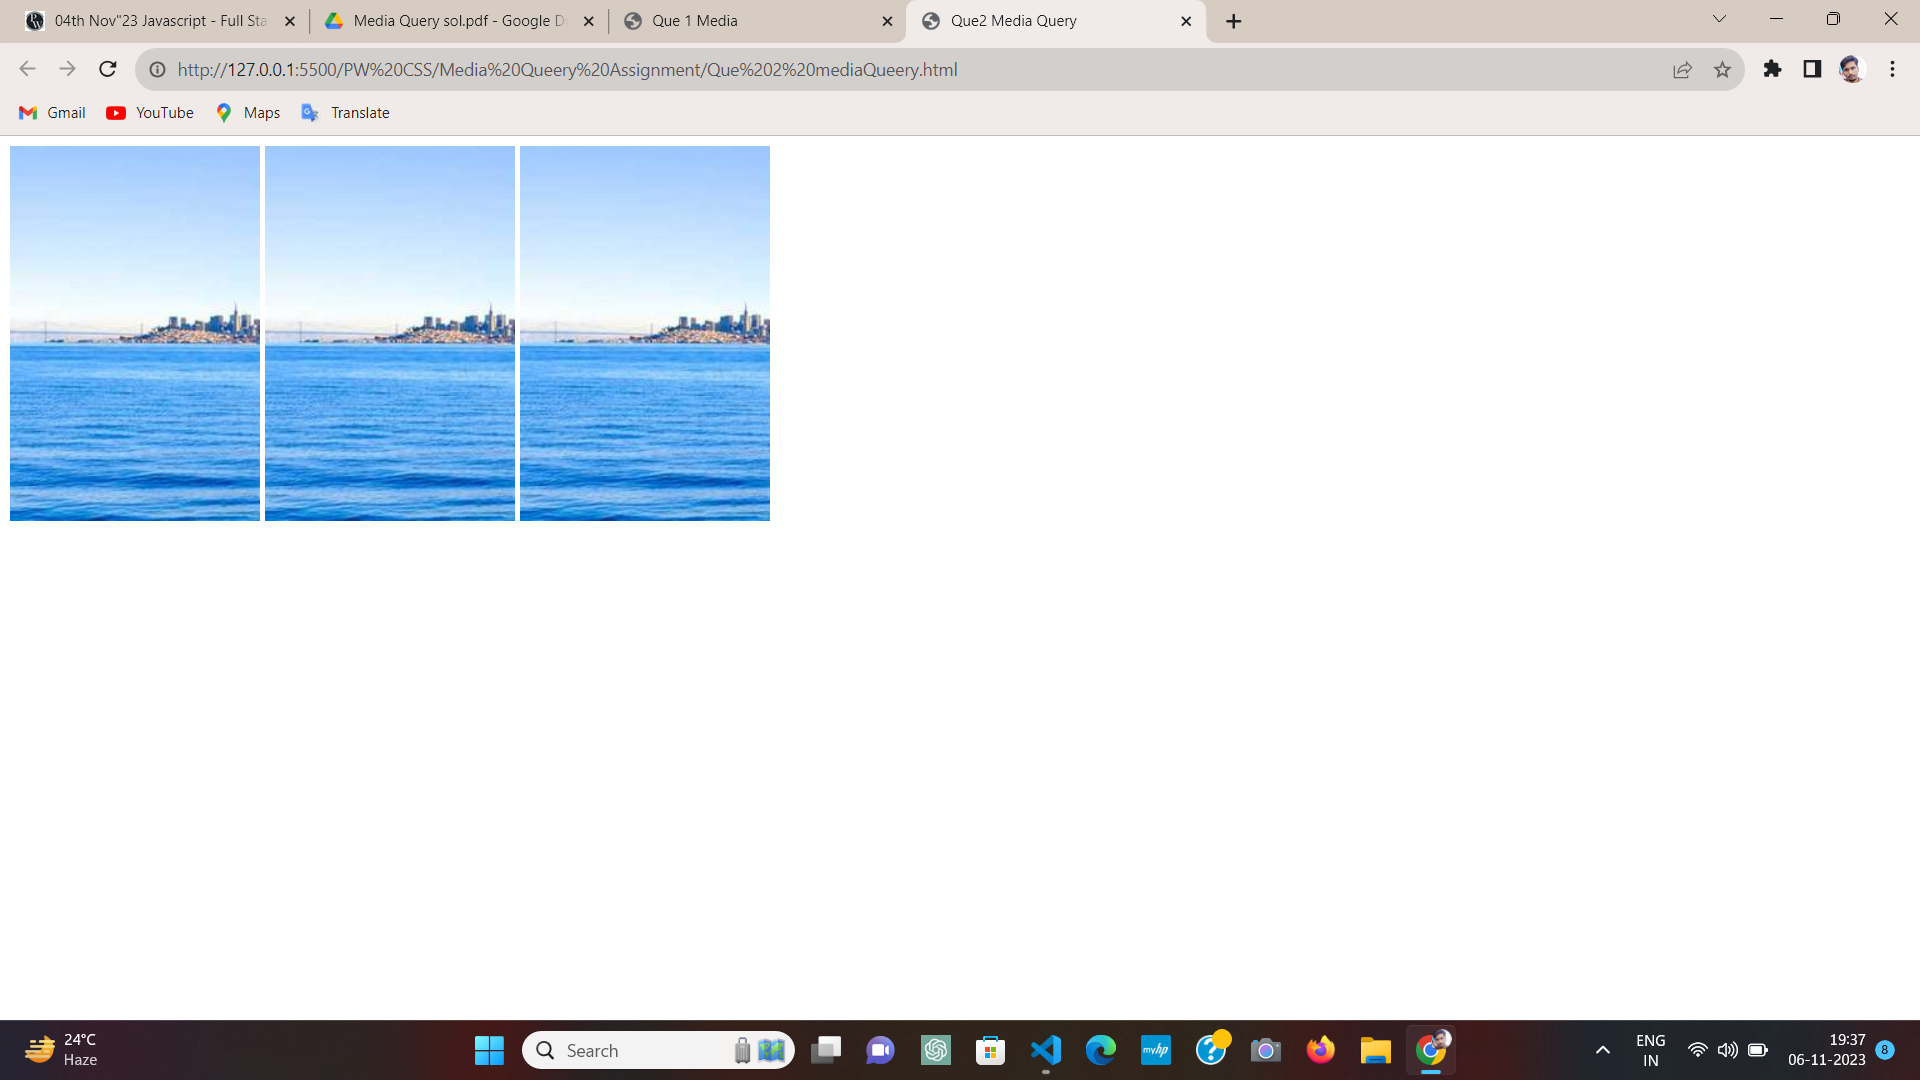 04th Nov"23 Javascript - Full Sta
Media Query sol.pdf - Google D
Que 1 Media
Que2 Media Query
http://127.0.0.1:5500/PW%20CSS/Media%20Queery%20Assignment/Que%202%20mediaQueery.html
Gmail
YouTube
Maps
Translate
24°C
Haze
Search
myhp
ENG
IN
19:37
06-11-2023
8